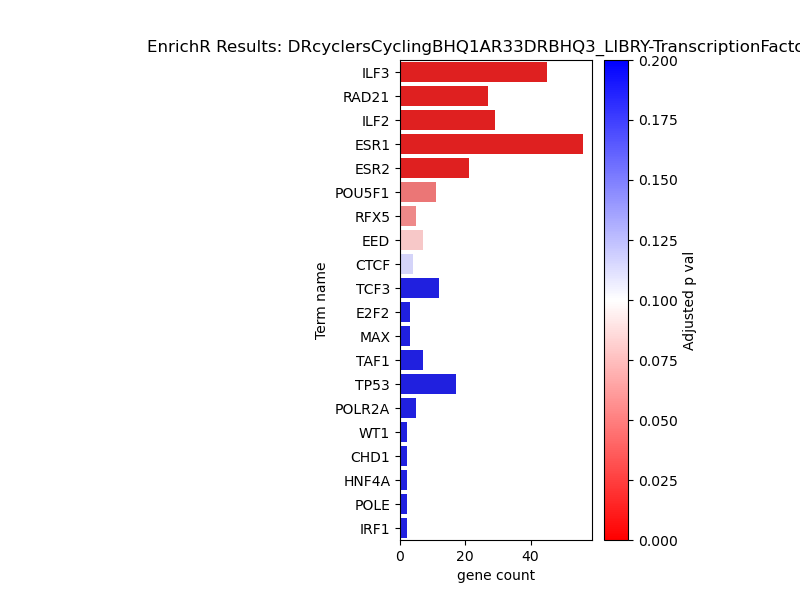 EnrichR Results: DRcyclersCyclingBHQ1AR33DRBHQ3_LIBRY-TranscriptionFacto
ILF3
RAD21
ILF2
ESR1
ESR2
POU5F1
RFX5
EED
CTCF
TCF3
E2F2
MAX
TAF1
TP53
POLR2A
WT1
CHD1
HNF4A
POLE
IRF1
Term name
0 20 40
gene count
0.200
0.175
0.150
0.125
0.100
0.075
0.050
0.025
0.000
Adjusted p val